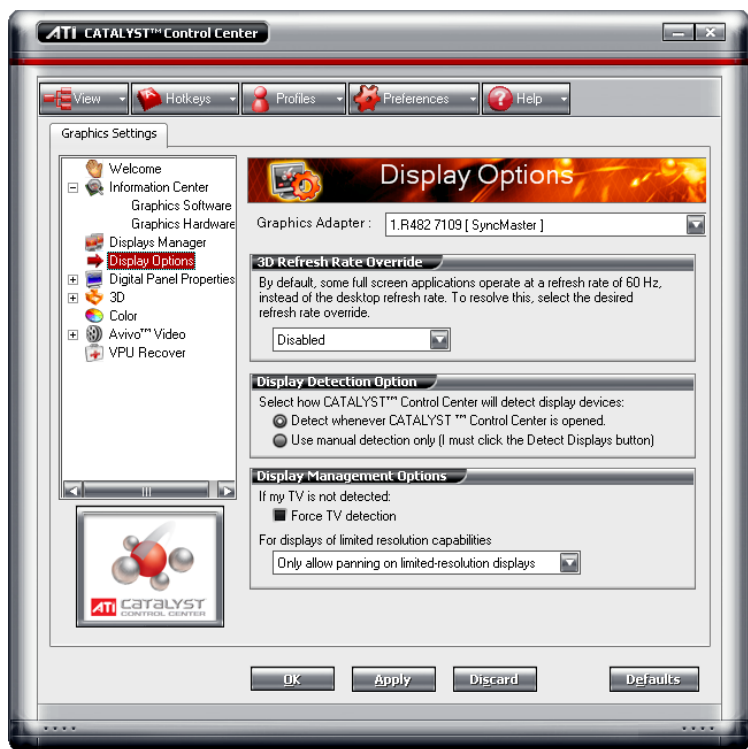 ATI CATALYST™ Control Center
View
Hotkeys
Profiles
Preferences
Help
Graphics Settings
Welcome
Information Center
Graphics Software
Graphics Hardware
Displays Manager
Display Options
Digital Panel Properties
3D
Color
Avivo™ Video
VPU Recover
ATI CATALYST
CONTROL CENTER
Display Options
Graphics Adapter :
1.R482 7109 [ SyncMaster ]
3D Refresh Rate Override
By default, some full screen applications operate at a refresh rate of 60 Hz,
instead of the desktop refresh rate. To resolve this, select the desired
refresh rate override.
Disabled
Display Detection Option
Select how CATALYST™ Control Center will detect display devices:
Detect whenever CATALYST ™ Control Center is opened.
Use manual detection only (I must click the Detect Displays button)
Display Management Options
If my TV is not detected:
Force TV detection
For displays of limited resolution capabilities
Only allow panning on limited-resolution displays
OK
Apply
Discard
Defaults